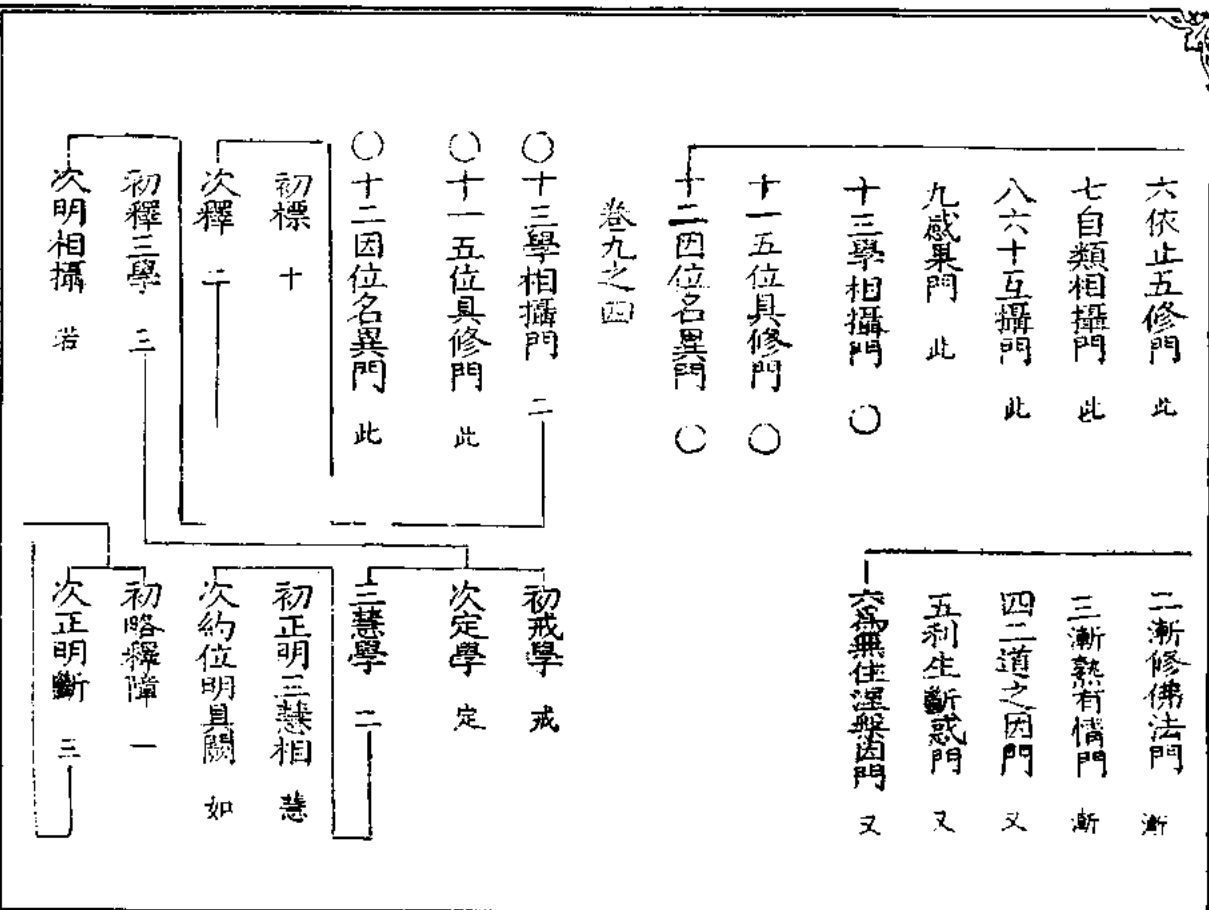 六依止五修門 此
七自類相攝門 此
八六十互攝門 此
九感果門 此
十三學相攝門 〇
十一五位具修門 〇
十二因位名異門 〇
二漸修佛法門 漸
三漸熟有情門 漸
四二道之因門 又
五利生斷惑門 又
六為無住涅槃因門 又
卷九之四
〇十三學相攝門 二
〇十一五位具修門 此
〇十二因位名異門 此
初標 十
次釋 二
初釋三學 三
次明相攝 若
初戒學 戒
次定學 定
三慧學 二
初正明三慧相 慧
次約位明具闕 如
初略釋障 一
次正明斷 三